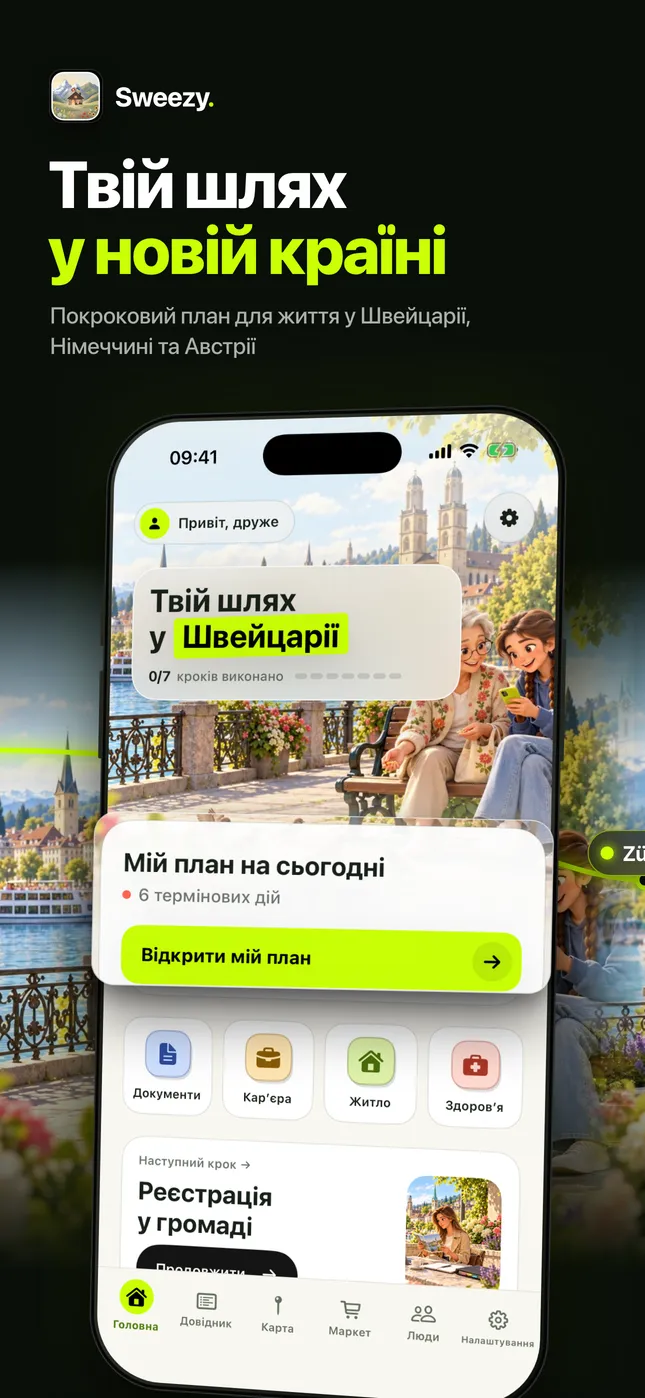 Sweezy.
Твій шлях
у новій країні
Покроковий план для життя у Швейцарії,
Німеччині та Австрії
09:41
Привіт, друже
Твій шлях
у Швейцарії
0/7 кроків виконано
Zü
Мій план на сьогодні
6 термінових дій
Відкрити мій план →
Документи
Кар'єра
Житло
Здоров'я
Наступний крок →
Реєстрація
у громаді
Продовжити →
Головна
Довідник
Карта
Маркет
Люди
Налаштування